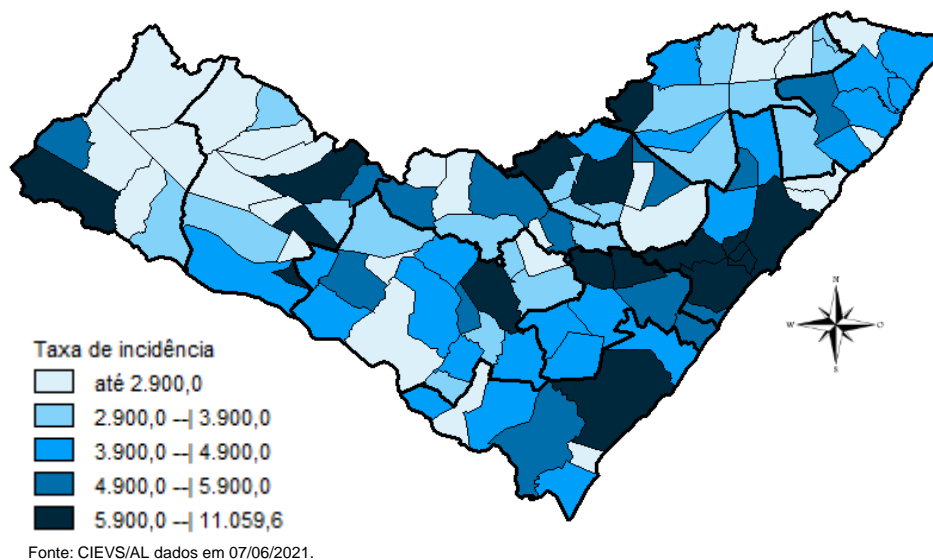 N
W
O
S
Taxa de incidência
até 2.900,0
2.900,0 --| 3.900,0
3.900,0 --| 4.900,0
4.900,0 --| 5.900,0
5.900,0 --| 11.059,6
Fonte: CIEVS/AL dados em 07/06/2021.